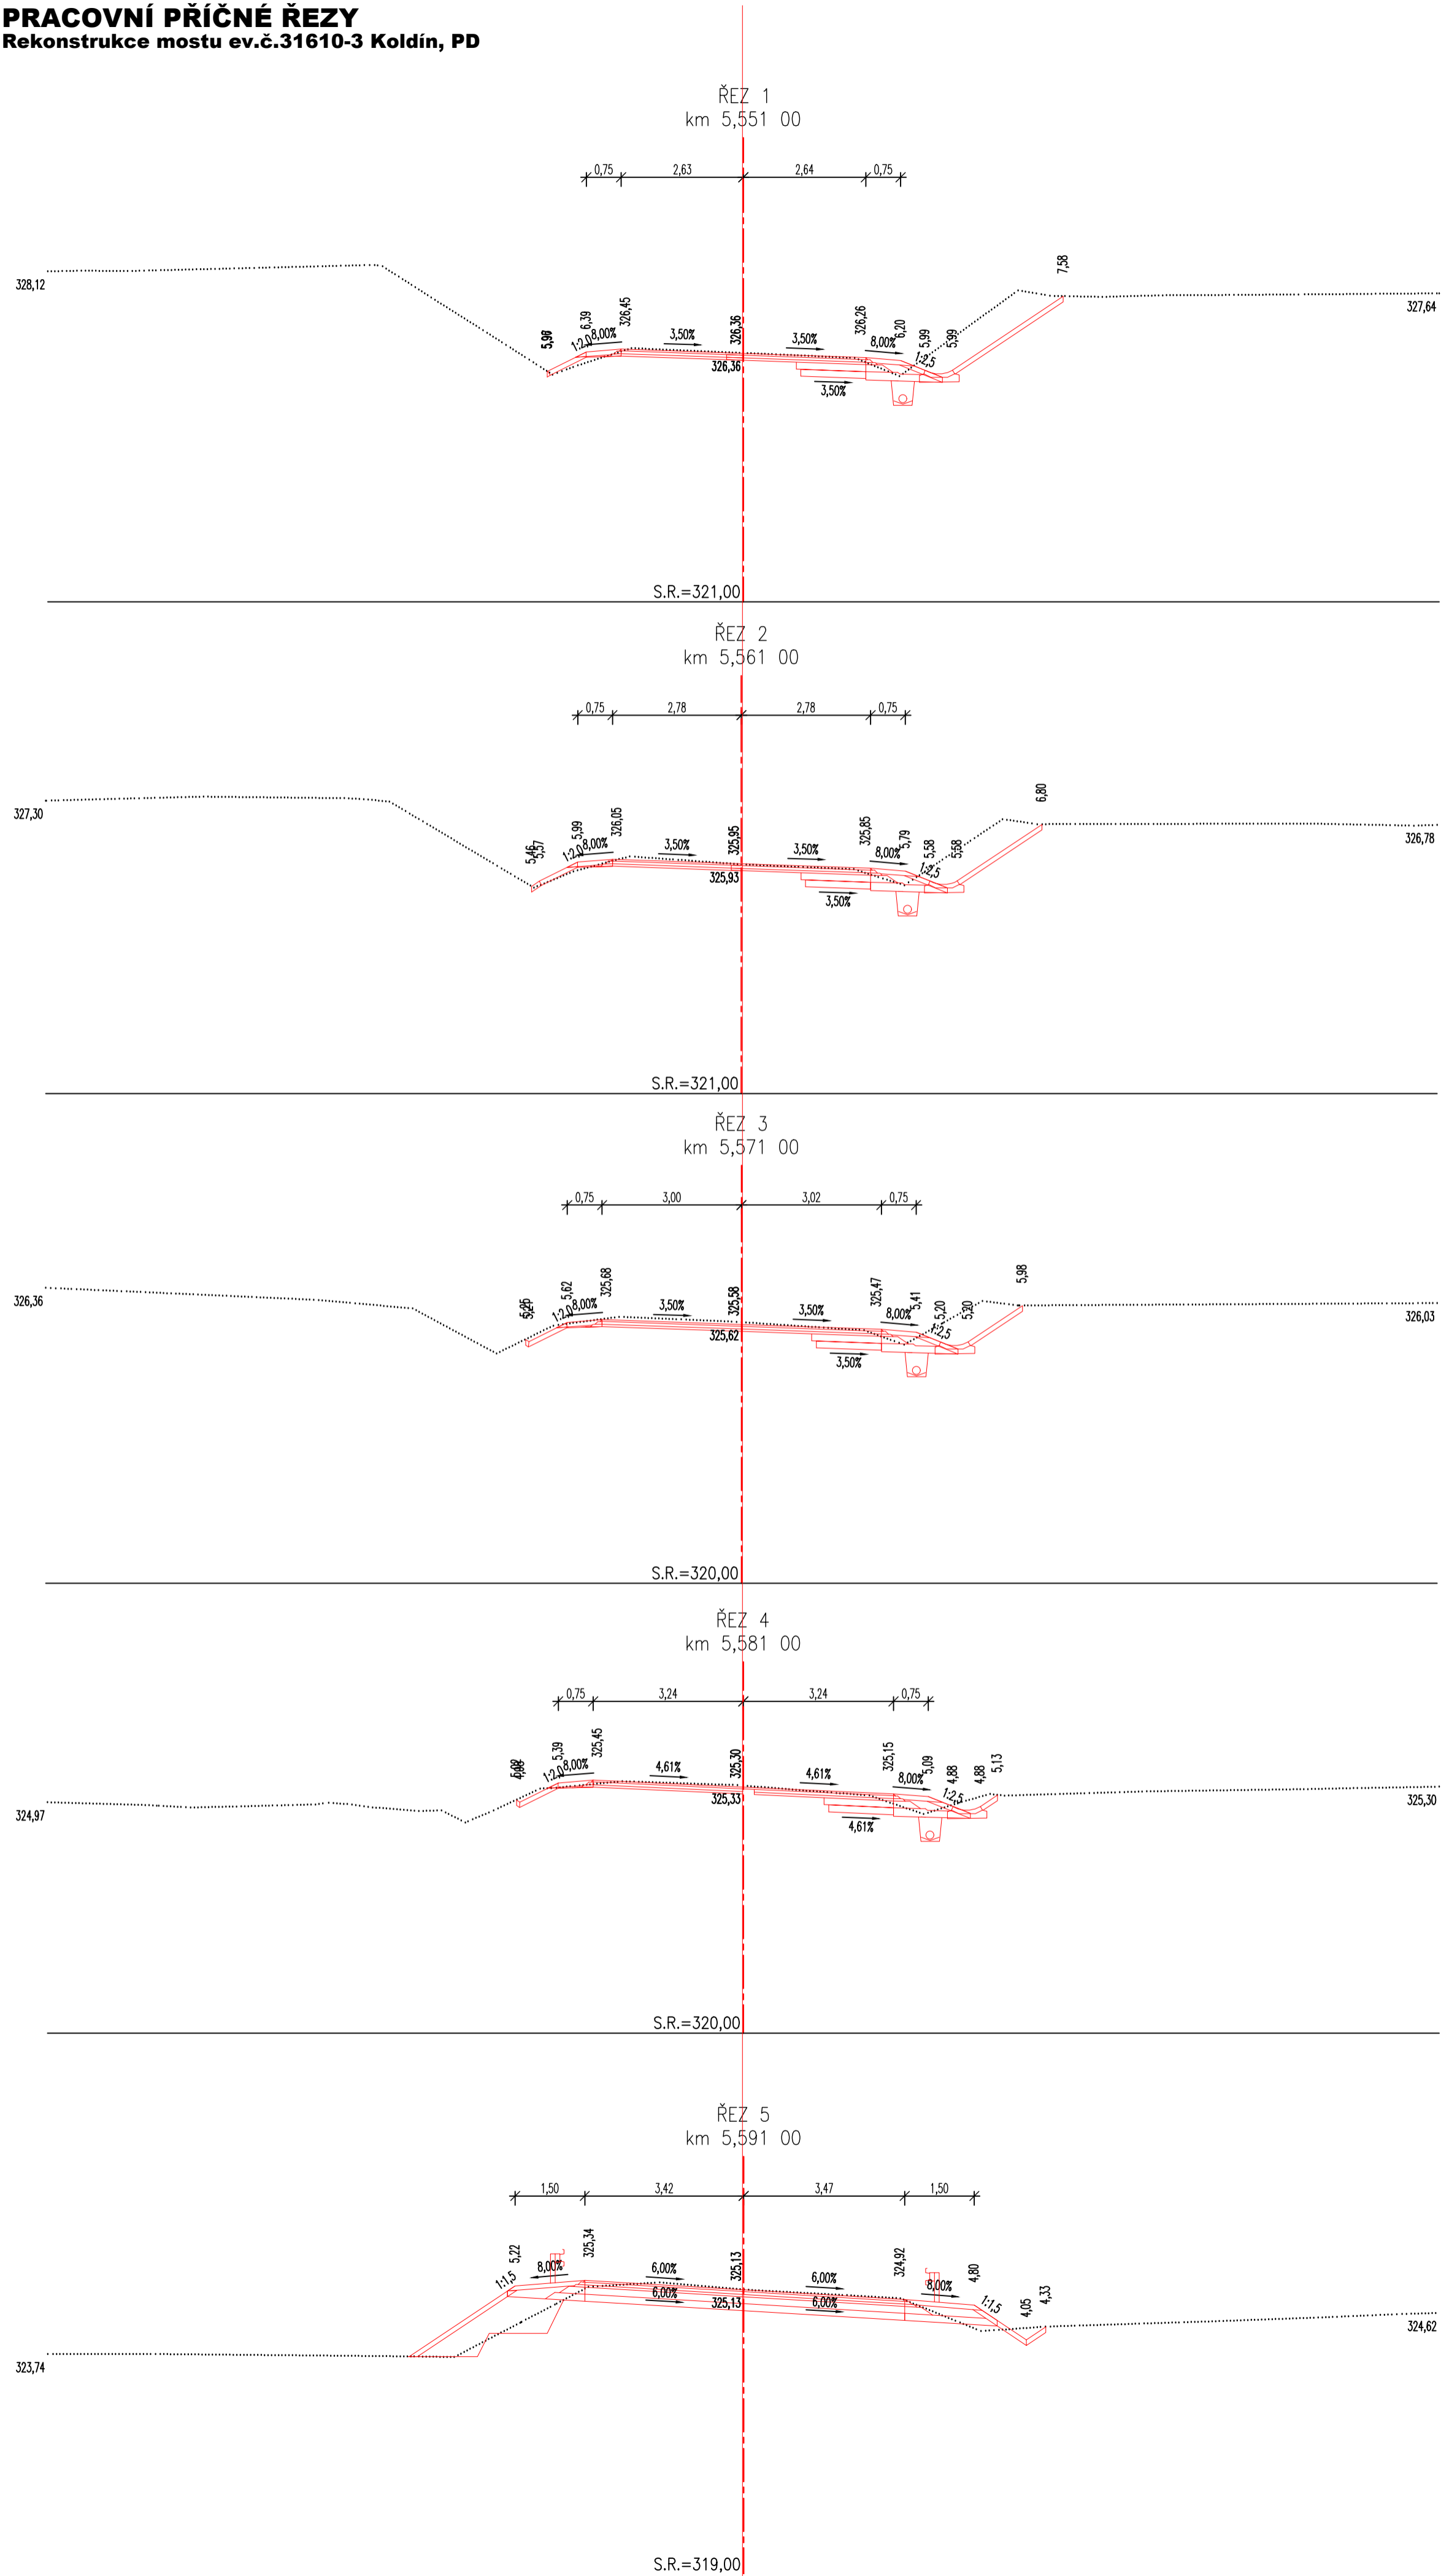 PRACOVNÍ PŘÍČNÉ ŘEZY
Rekonstrukce mostu ev.č.31610-3 Koldín, PD
ŘEZ 1
km 5,551 00
0,75 2,63 2,64 0,75
328,12
6,39 8,00% 326,45 3,50% 326,36 3,50% 326,26 8,00% 6,20 5,99 5,99 7,58
327,64
1:2,0 1:2,5
326,36
3,50%
S.R.=321,00
ŘEZ 2
km 5,561 00
0,75 2,78 2,78 0,75
327,30
5,46 5,57 5,99 8,00% 326,05 3,50% 325,95 3,50% 325,85 8,00% 5,79 5,58 5,58 6,80
326,78
1:2,0 1:2,5
325,93
3,50%
S.R.=321,00
ŘEZ 3
km 5,571 00
0,75 3,00 3,02 0,75
326,36
5,62 8,00% 325,68 3,50% 325,58 3,50% 325,47 8,00% 5,41 5,20 5,20 5,98
326,03
1:2,0 1:2,5
325,62
3,50%
S.R.=320,00
ŘEZ 4
km 5,581 00
0,75 3,24 3,24 0,75
324,97
5,39 8,00% 325,45 4,61% 325,30 4,61% 325,15 8,00% 5,09 4,88 4,88 5,13
325,30
1:2,0 1:2,5
325,33
4,61%
S.R.=320,00
ŘEZ 5
km 5,591 00
1,50 3,42 3,47 1,50
5,22 8,00% 325,34 6,00% 325,13 6,00% 324,92 8,00% 4,80 4,05 4,33
1:1,5 1:1,5
6,00% 325,13 6,00%
324,62
323,74
S.R.=319,00